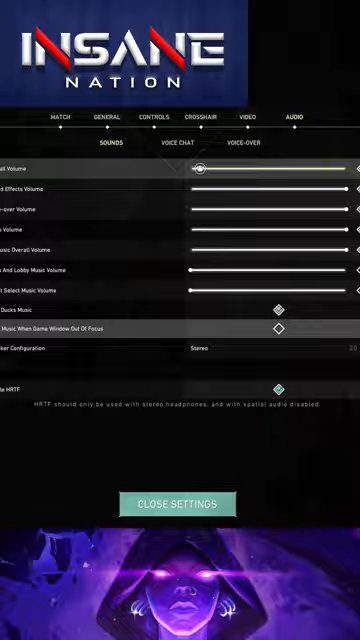 INSANE
NATION
MATCH GENERAL CONTROLS CROSSHAIR VIDEO AUDIO
SOUNDS VOICE CHAT VOICE-OVER
all Volume
d Effects Volume
-over Volume
Volume
usic Overall Volume
And Lobby Music Volume
t Select Music Volume
Ducks Music
Music When Game Window Out Of Focus
ker Configuration Stereo
le HRTF
HRTF should only be used with stereo headphones, and with spatial audio disabled
CLOSE SETTINGS